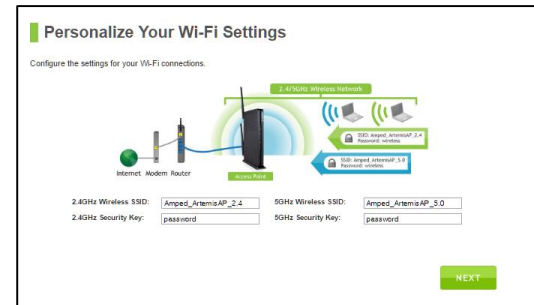 Personalize Your Wi-Fi Settings
Configure the settings for your Wi-Fi connections.
2.4/5GHz Wireless Network
SSID: Amped_ArtemisAP_2.4
Password: wireless
SSID: Amped_ArtemisAP_5.0
Password: wireless
Internet Modem Router
Access Point
2.4GHz Wireless SSID: Amped_ArtemisAP_2.4 5GHz Wireless SSID: Amped_ArtemisAP_5.0
2.4GHz Security Key: password 5GHz Security Key: password
NEXT